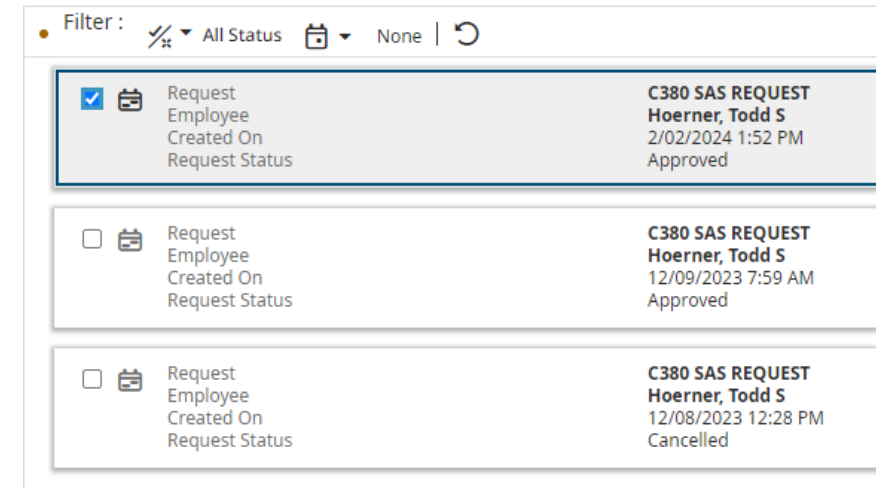 Filter : All Status None
Request C380 SAS REQUEST
Employee Hoerner, Todd S
Created On 2/02/2024 1:52 PM
Request Status Approved
Request C380 SAS REQUEST
Employee Hoerner, Todd S
Created On 12/09/2023 7:59 AM
Request Status Approved
Request C380 SAS REQUEST
Employee Hoerner, Todd S
Created On 12/08/2023 12:28 PM
Request Status Cancelled